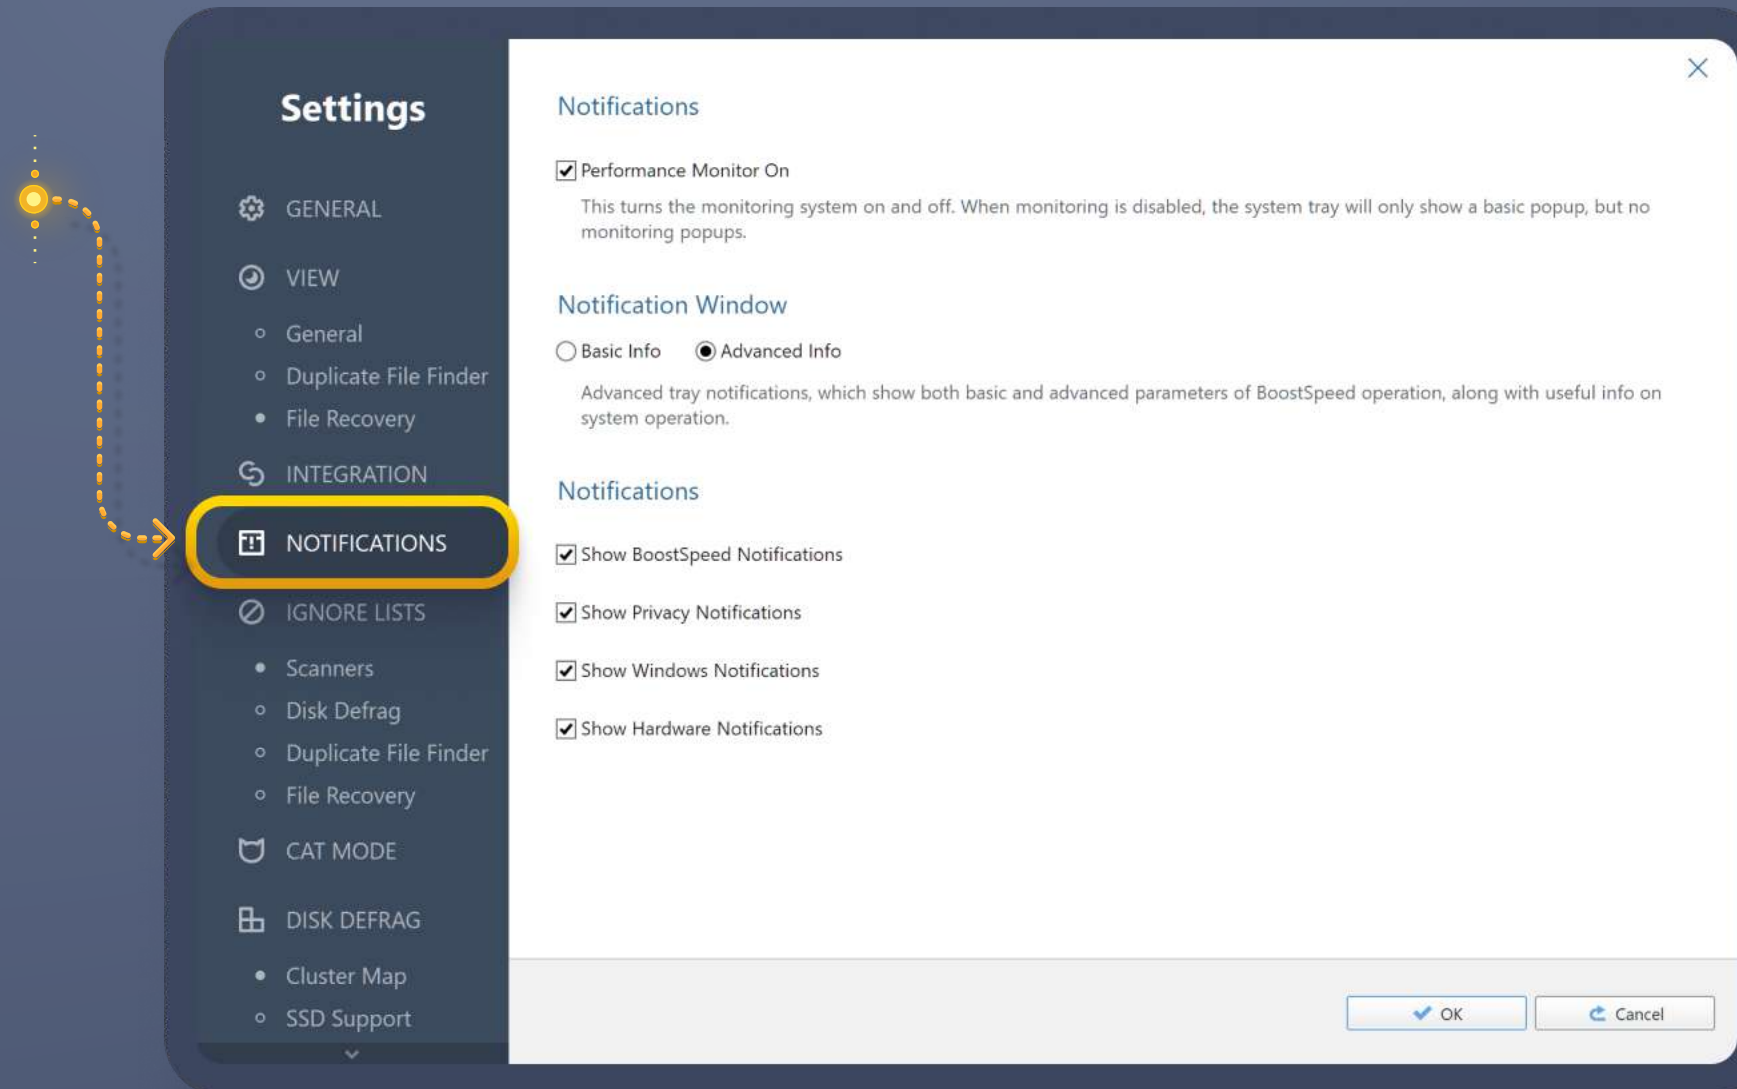 Settings
GENERAL
VIEW
General
Duplicate File Finder
File Recovery
INTEGRATION
NOTIFICATIONS
IGNORE LISTS
Scanners
Disk Defrag
Duplicate File Finder
File Recovery
CAT MODE
DISK DEFRAG
Cluster Map
SSD Support
Notifications
Performance Monitor On
This turns the monitoring system on and off. When monitoring is disabled, the system tray will only show a basic popup, but no
monitoring popups.
Notification Window
Basic Info Advanced Info
Advanced tray notifications, which show both basic and advanced parameters of BoostSpeed operation, along with useful info on
system operation.
Notifications
Show BoostSpeed Notifications
Show Privacy Notifications
Show Windows Notifications
Show Hardware Notifications
OK Cancel